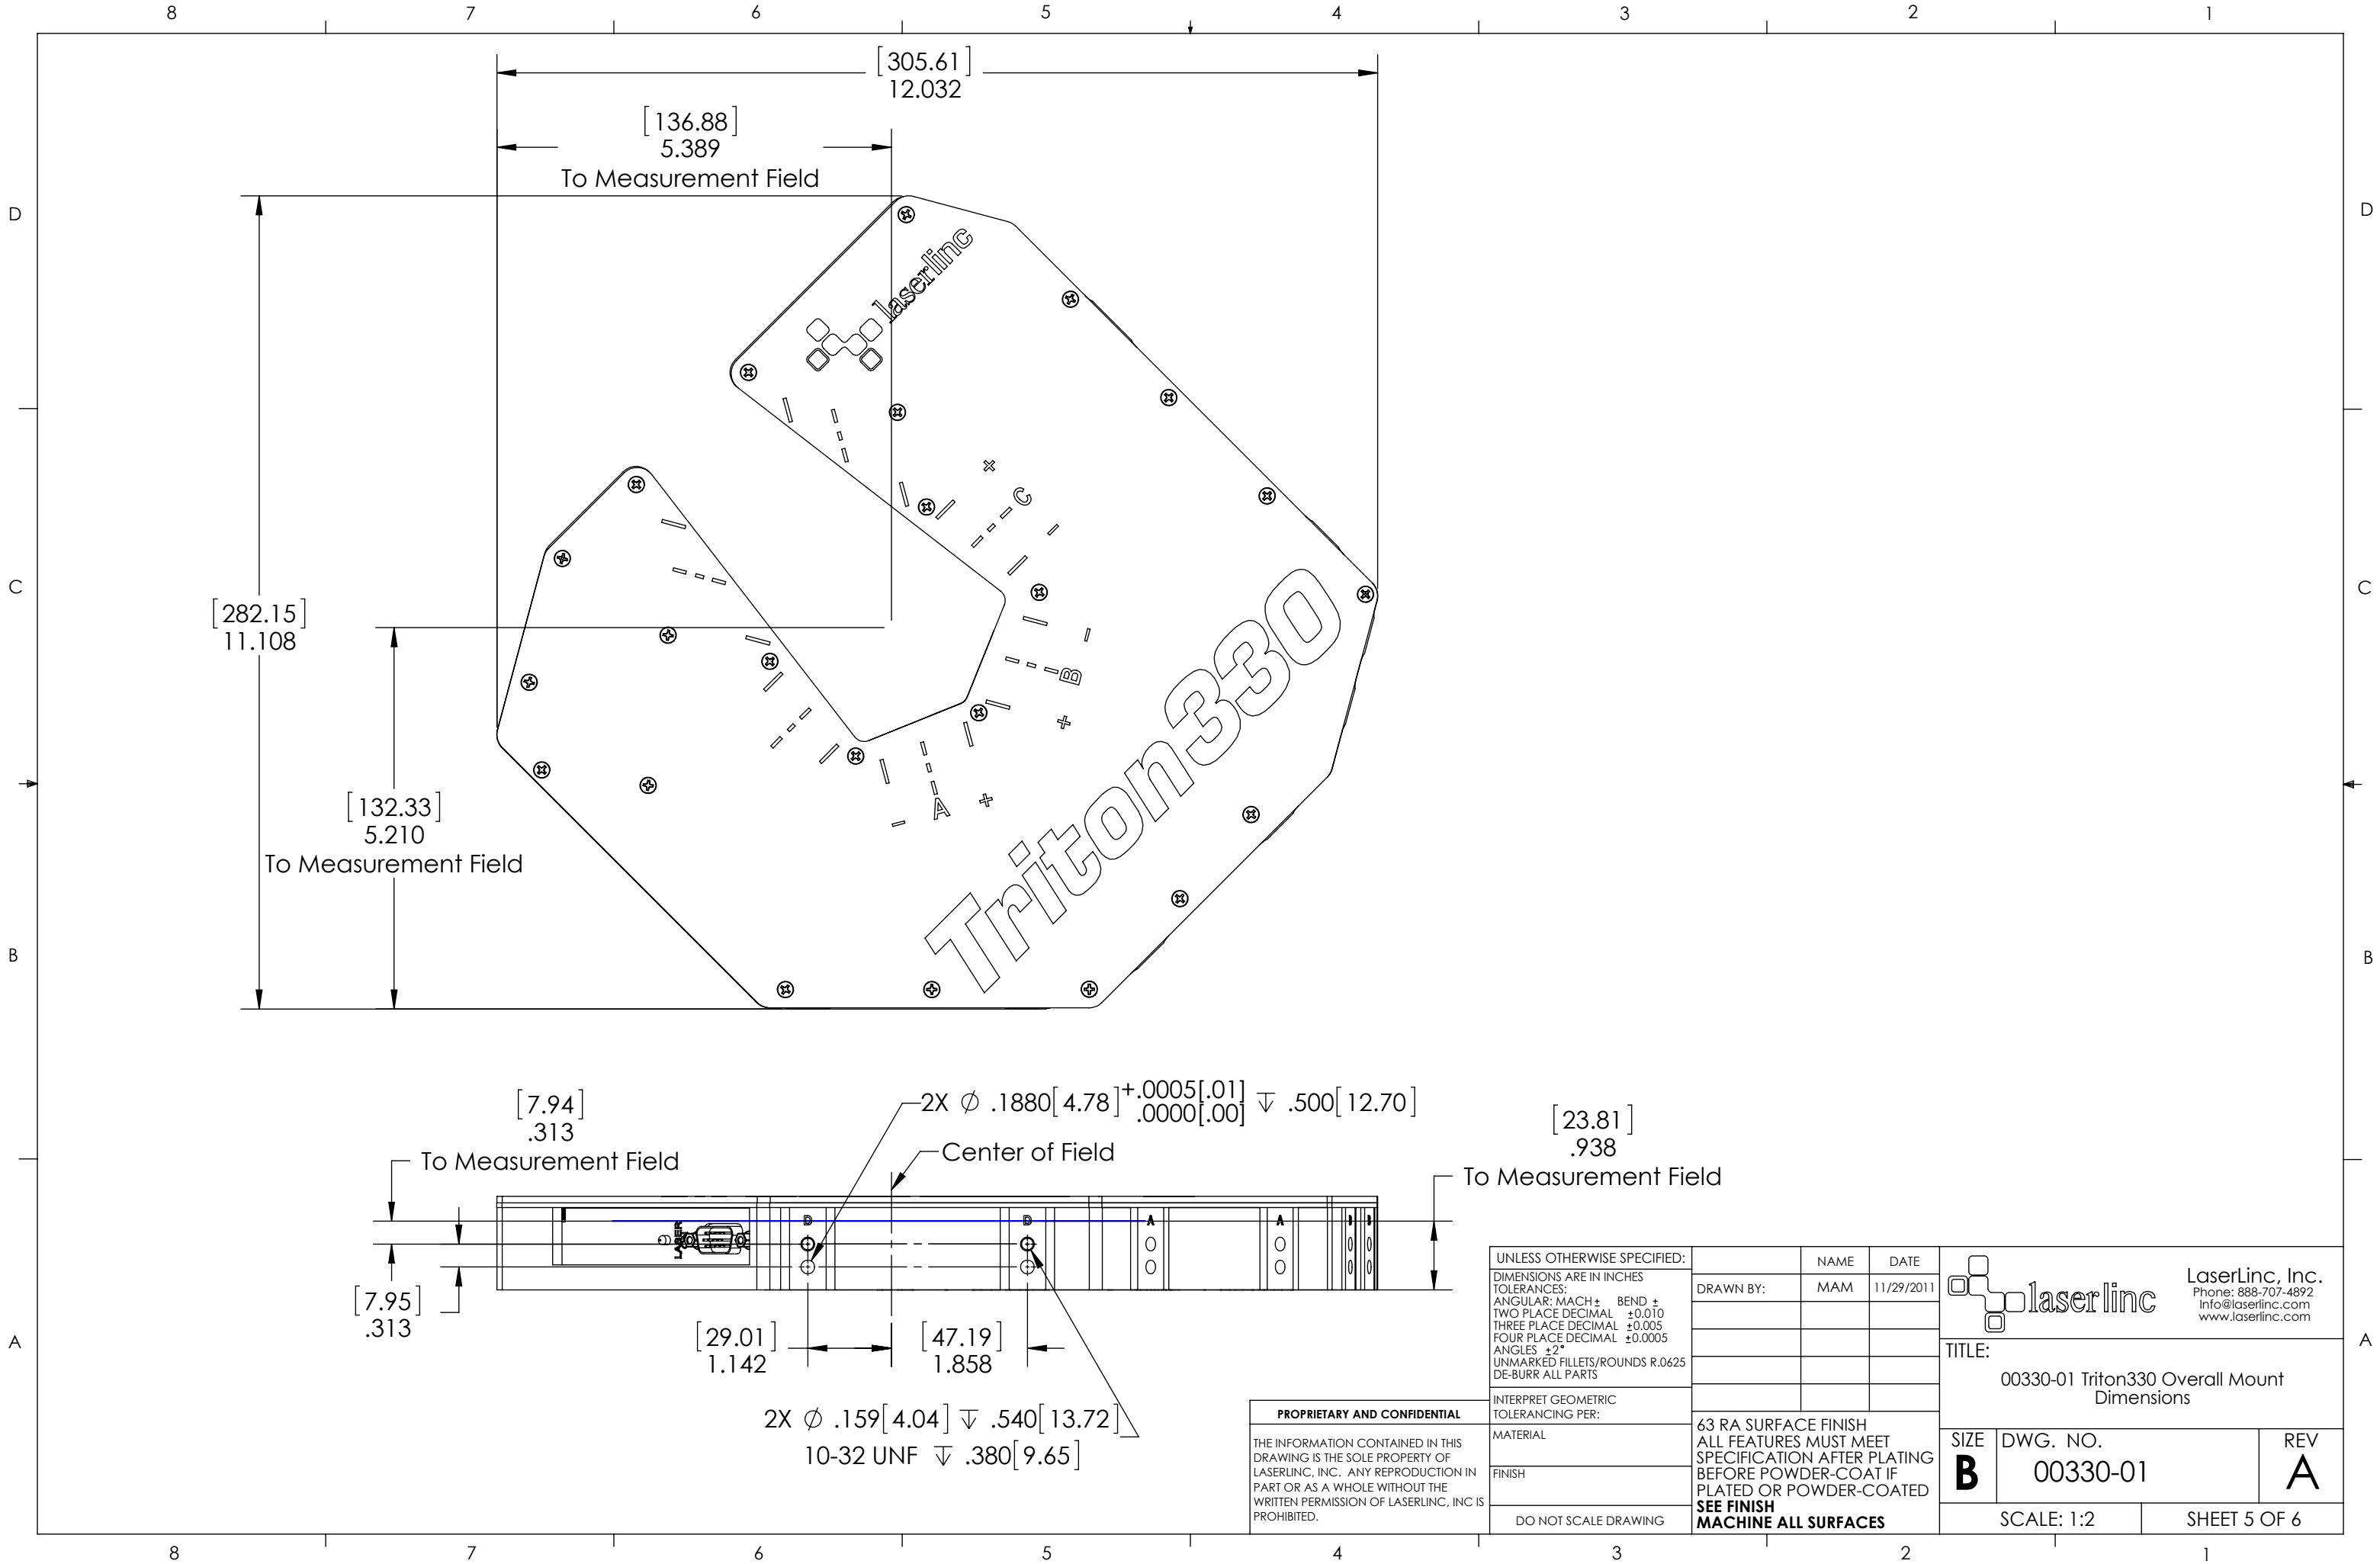 8 7 6 5 4 3 2 1
[305.61]
12.032
[136.88]
5.389
To Measurement Field
D D
laserlinc
C
C C
[282.15]
11.108
B
Triton330
[132.33]
5.210
To Measurement Field
A
B B
[7.94]
.313
To Measurement Field
2X Ø .1880[4.78] +.0005[.01] .0000[.00] ↧ .500[12.70]
Center of Field
[23.81]
.938
To Measurement Field
LASER
D D A A B B
[7.95]
.313
[29.01]
1.142
[47.19]
1.858
2X Ø .159[4.04] ↧ .540[13.72]
10-32 UNF ↧ .380[9.65]
A A
PROPRIETARY AND CONFIDENTIAL
THE INFORMATION CONTAINED IN THIS
DRAWING IS THE SOLE PROPERTY OF
LASERLINC, INC. ANY REPRODUCTION IN
PART OR AS A WHOLE WITHOUT THE
WRITTEN PERMISSION OF LASERLINC, INC IS
PROHIBITED.
UNLESS OTHERWISE SPECIFIED:
DIMENSIONS ARE IN INCHES
TOLERANCES:
ANGULAR: MACH± BEND ±
TWO PLACE DECIMAL ±0.010
THREE PLACE DECIMAL ±0.005
FOUR PLACE DECIMAL ±0.0005
ANGLES ±2°
UNMARKED FILLETS/ROUNDS R.0625
DE-BURR ALL PARTS
INTERPRET GEOMETRIC
TOLERANCING PER:
MATERIAL
FINISH
DO NOT SCALE DRAWING
NAME DATE
DRAWN BY: MAM 11/29/2011
63 RA SURFACE FINISH
ALL FEATURES MUST MEET
SPECIFICATION AFTER PLATING
BEFORE POWDER-COAT IF
PLATED OR POWDER-COATED
SEE FINISH
MACHINE ALL SURFACES
laserlinc
LaserLinc, Inc.
Phone: 888-707-4892
Info@laserlinc.com
www.laserlinc.com
TITLE:
00330-01 Triton330 Overall Mount
Dimensions
SIZE
B
DWG. NO.
00330-01
REV
A
SCALE: 1:2
SHEET 5 OF 6
8 7 6 5 4 3 2 1